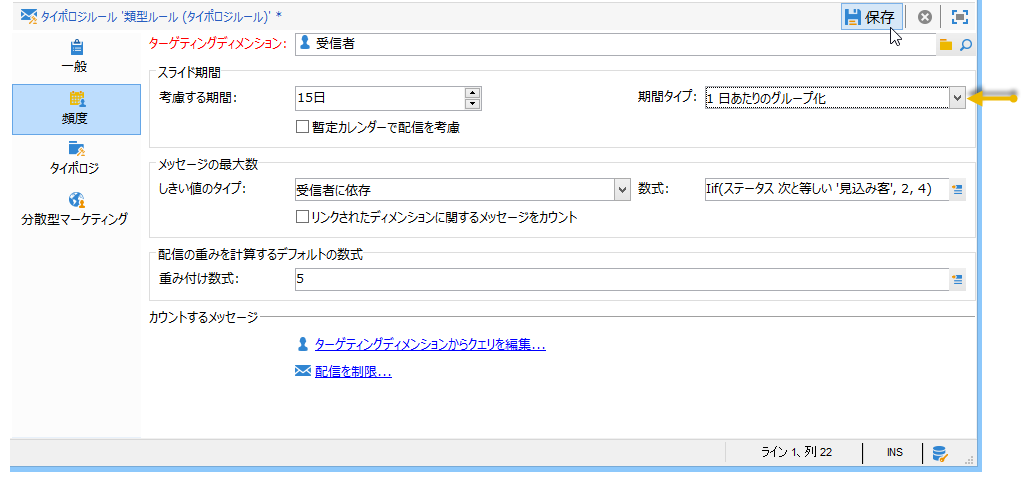 タイポロジルール '類型ルール (タイポロジルール)' *
保存
一般
頻度
タイポロジ
分散型マーケティング
ターゲティングディメンション:
受信者
スライド期間
考慮する期間:
15日
期間タイプ:
1 日あたりのグループ化
暫定カレンダーで配信を考慮
メッセージの最大数
しきい値のタイプ:
受信者に依存
数式:
Iif(ステータス 次と等しい '見込み客', 2, 4)
リンクされたディメンションに関するメッセージをカウント
配信の重みを計算するデフォルトの数式
重み付け数式:
5
カウントするメッセージ
ターゲティングディメンションからクエリを編集...
配信を制限...
ライン 1、列 22
INS